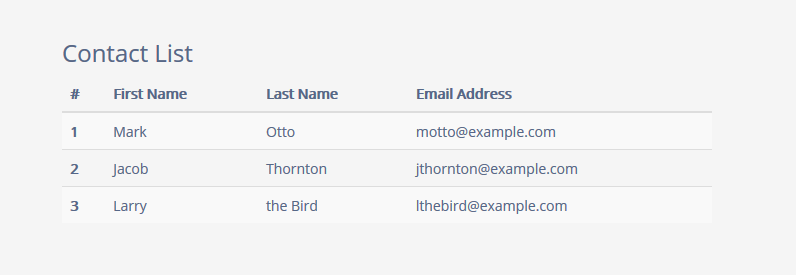 Contact List
# First Name Last Name Email Address
1 Mark Otto motto@example.com
2 Jacob Thornton jthornton@example.com
3 Larry the Bird lthebird@example.com